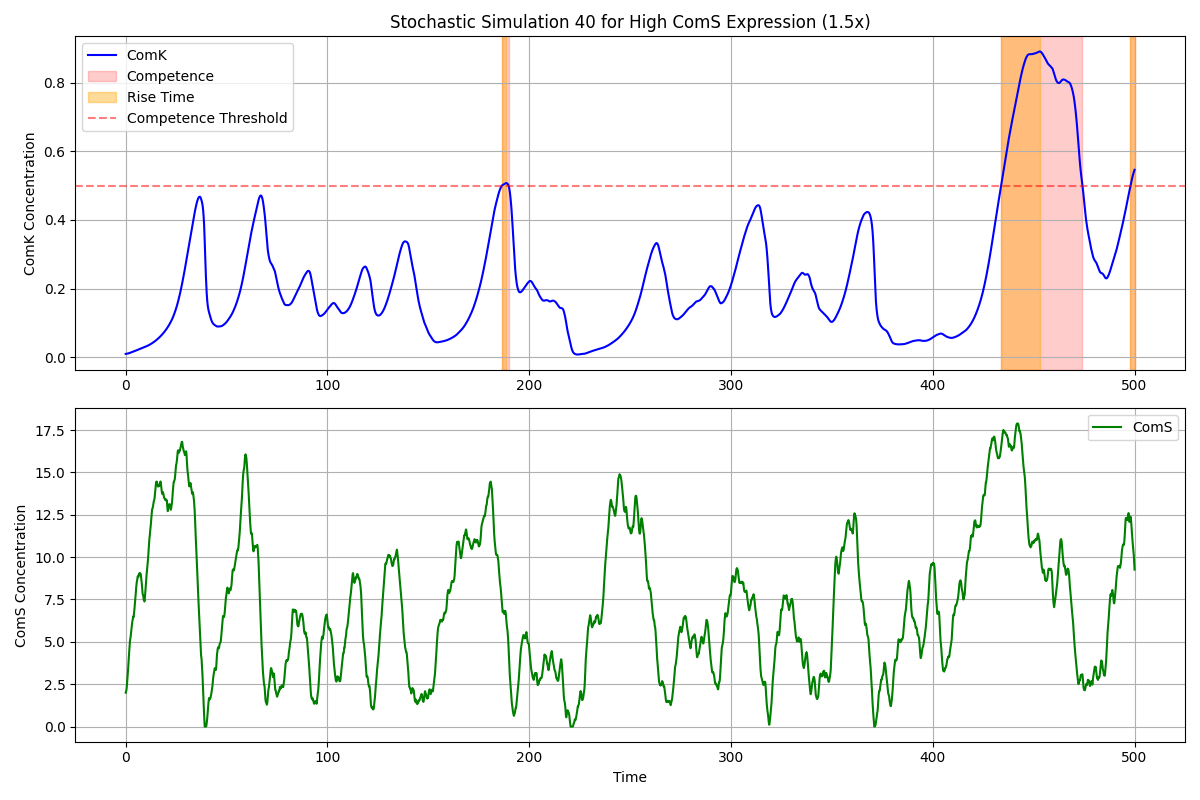 Stochastic Simulation 40 for High ComS Expression (1.5x)
ComK
Competence
Rise Time
Competence Threshold
ComK Concentration
0.8
0.6
0.4
0.2
0.0
0 100 200 300 400 500
ComS
ComS Concentration
17.5
15.0
12.5
10.0
7.5
5.0
2.5
0.0
0 100 200 300 400 500
Time